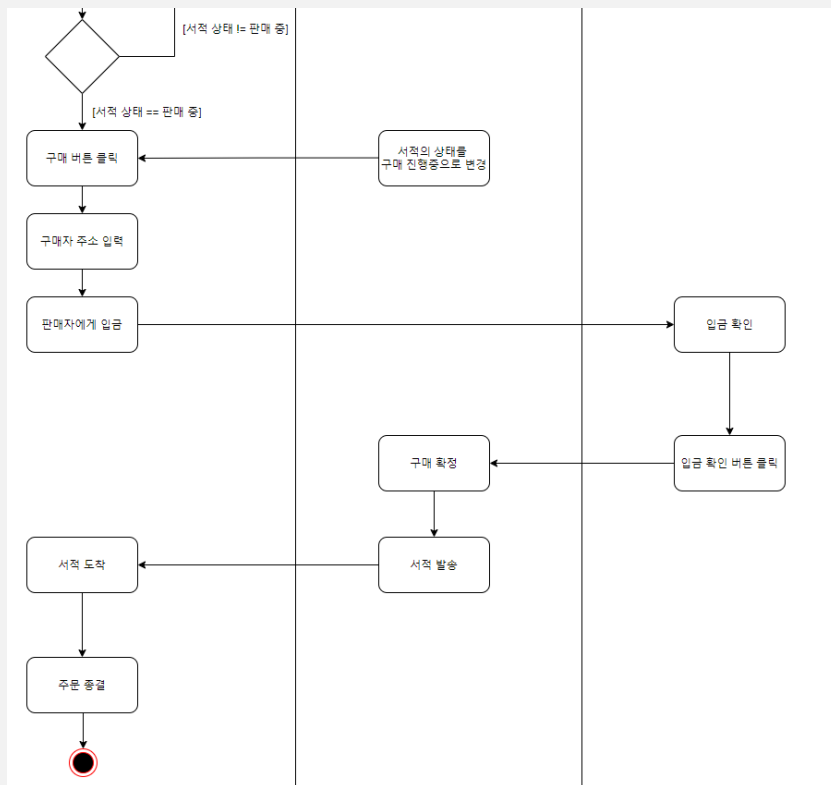 [서적 상태 != 판매 중]
[서적 상태 == 판매 중]
구매 버튼 클릭
서적의 상태를
구매 진행중으로 변경
구매자 주소 입력
판매자에게 입금
입금 확인
구매 확정
입금 확인 버튼 클릭
서적 도착
서적 발송
주문 종결